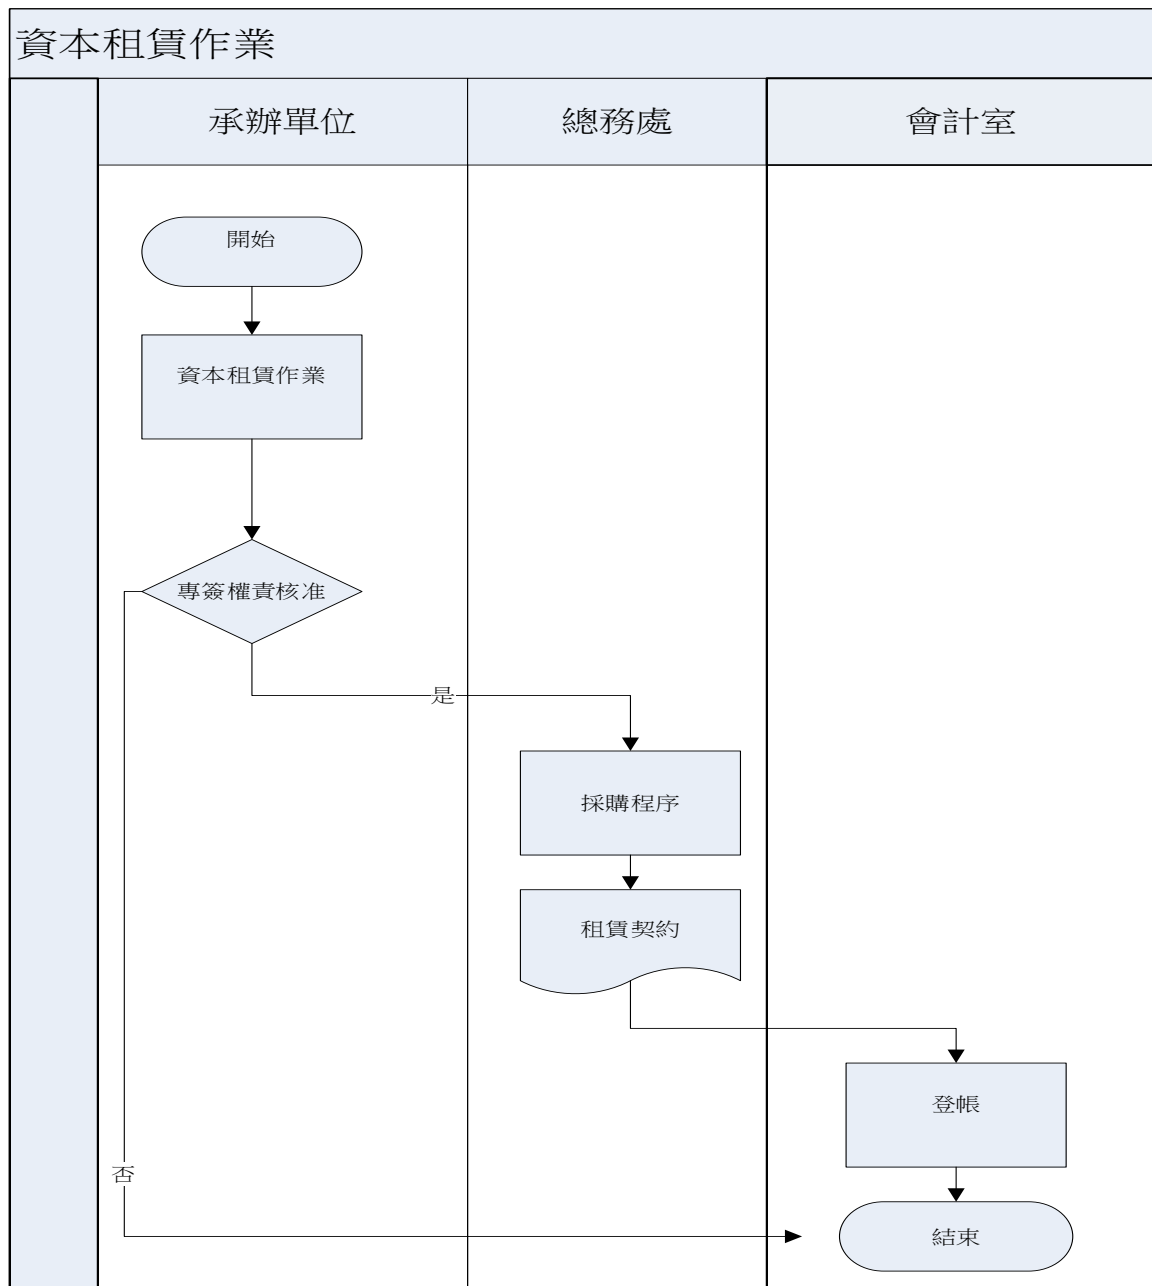 資本租賃作業
承辦單位
總務處
會計室
開始
資本租賃作業
專簽權責核准
是
採購程序
租賃契約
登帳
否
結束